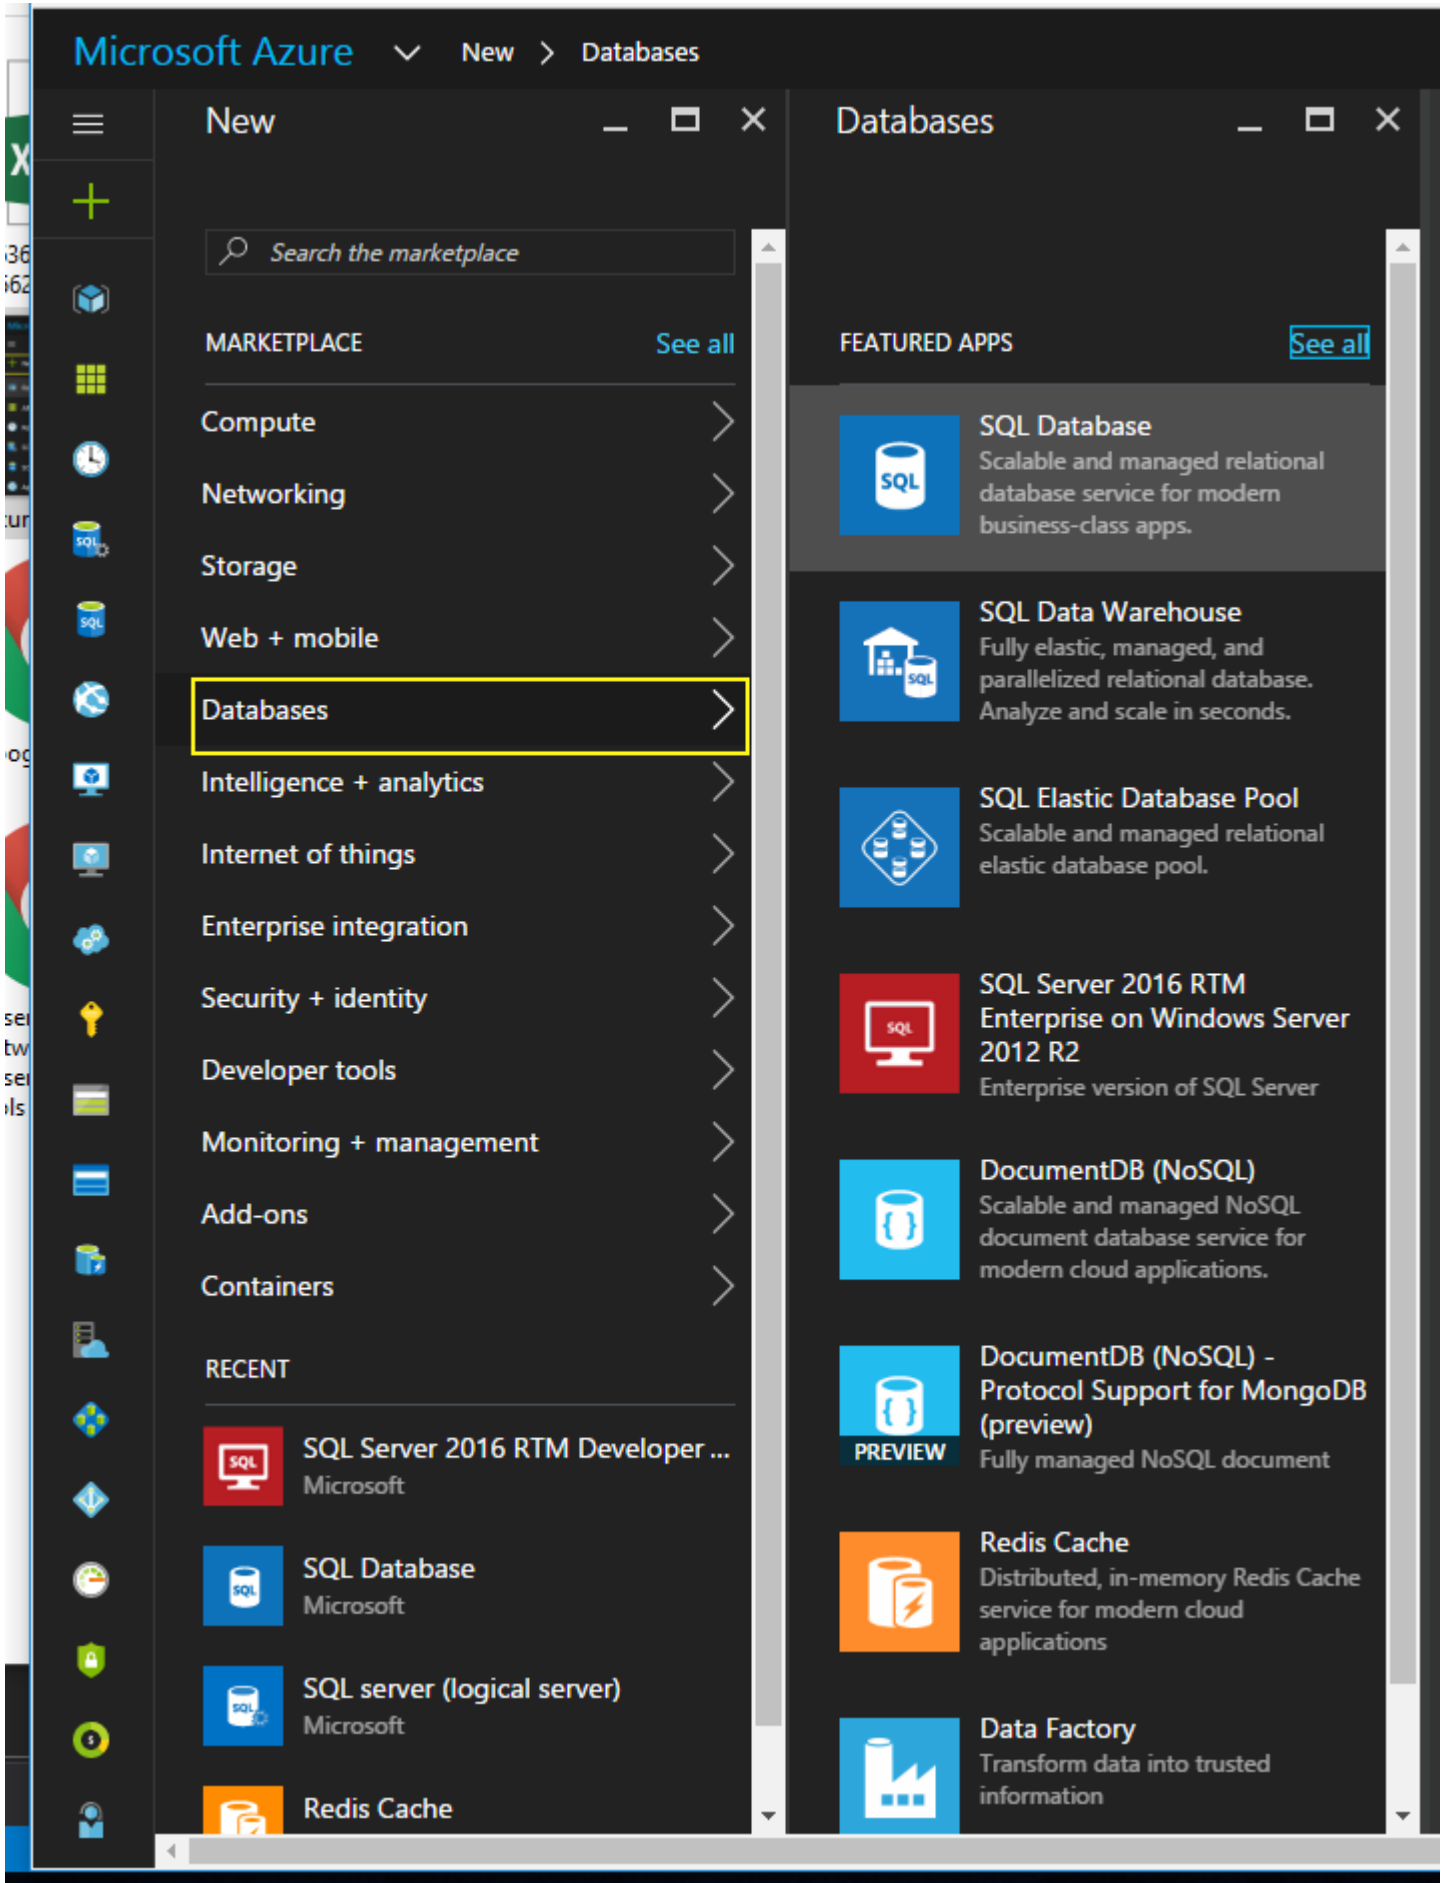 Microsoft Azure New > Databases
New
Search the marketplace
MARKETPLACE See all
Compute
Networking
Storage
Web + mobile
Databases
Intelligence + analytics
Internet of things
Enterprise integration
Security + identity
Developer tools
Monitoring + management
Add-ons
Containers
RECENT
SQL Server 2016 RTM Developer ...
Microsoft
SQL Database
Microsoft
SQL server (logical server)
Microsoft
Redis Cache
Databases
FEATURED APPS See all
SQL
SQL Database
Scalable and managed relational
database service for modern
business-class apps.
SQL
SQL Data Warehouse
Fully elastic, managed, and
parallelized relational database.
Analyze and scale in seconds.
SQL Elastic Database Pool
Scalable and managed relational
elastic database pool.
SQL
SQL Server 2016 RTM
Enterprise on Windows Server
2012 R2
Enterprise version of SQL Server
DocumentDB (NoSQL)
Scalable and managed NoSQL
document database service for
modern cloud applications.
DocumentDB (NoSQL) -
Protocol Support for MongoDB
(preview)
PREVIEW
Fully managed NoSQL document
Redis Cache
Distributed, in-memory Redis Cache
service for modern cloud
applications
Data Factory
Transform data into trusted
information